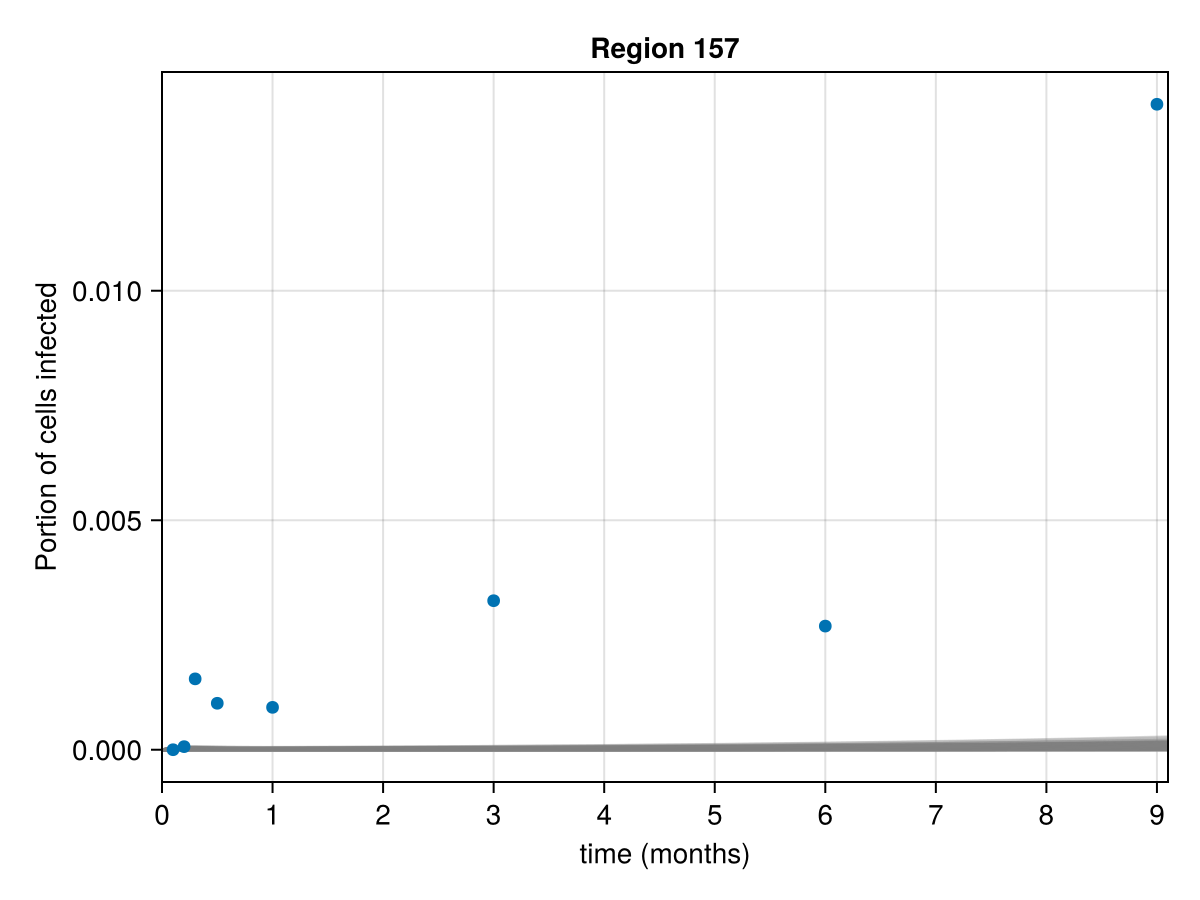 Region 157
Portion of cells infected
0.010
0.005
0.000
0 1 2 3 4 5 6 7 8 9
time (months)